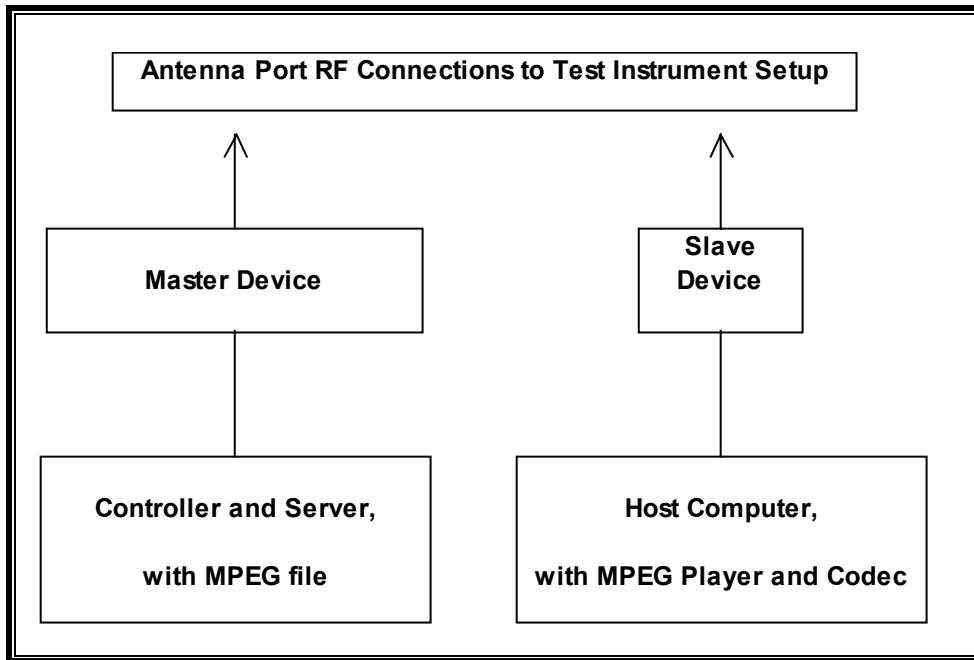 Antenna Port RF Connections to Test Instrument Setup
Master Device
Slave
Device
Controller and Server,
with MPEG file
Host Computer,
with MPEG Player and Codec